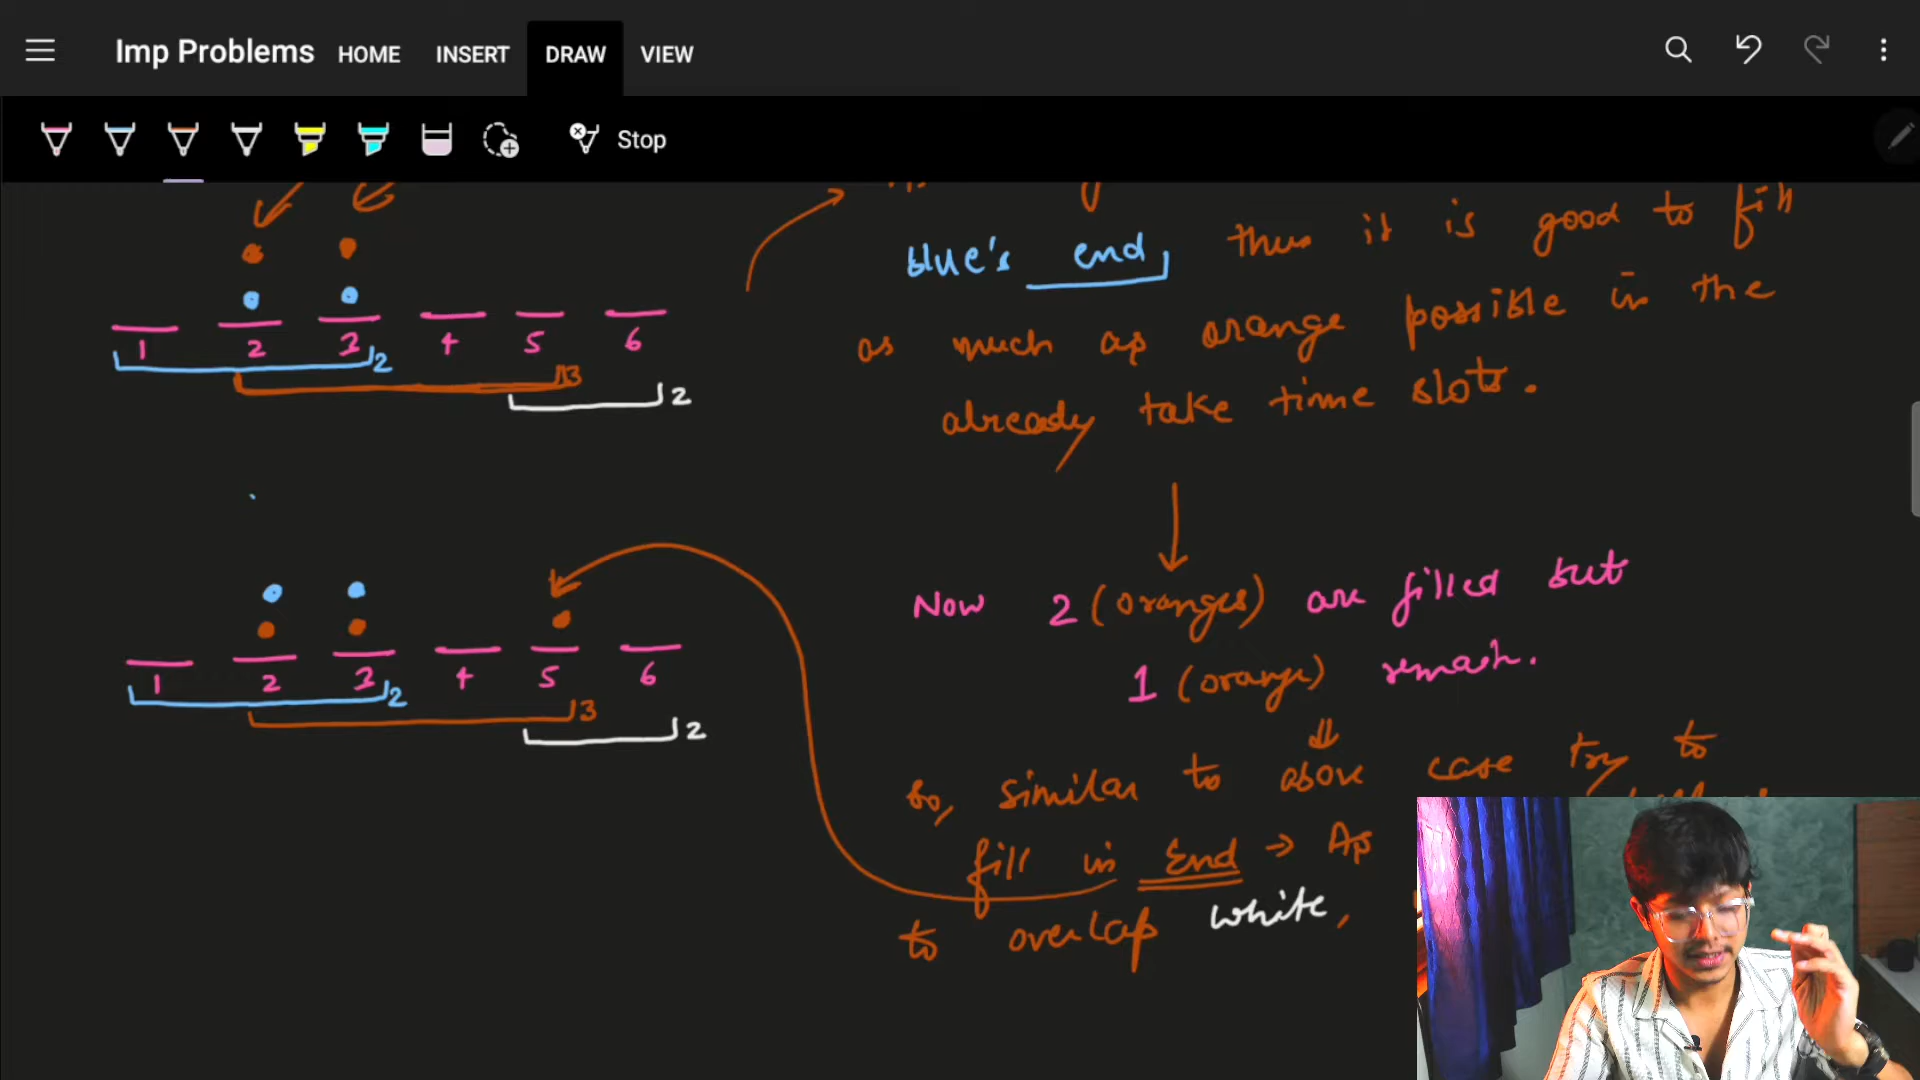 Imp Problems HOME INSERT DRAW VIEW
Stop
blue's end, thus it is good to fill
as much as orange possible in the
already take time slots.
1 2 3 4 5 6
2
3
2
Now 2 (oranges) are filled but
1 (orange) remain.
1 2 3 4 5 6
2
3
2
So, similar to above case try to
fill in End → As
to overlap white,